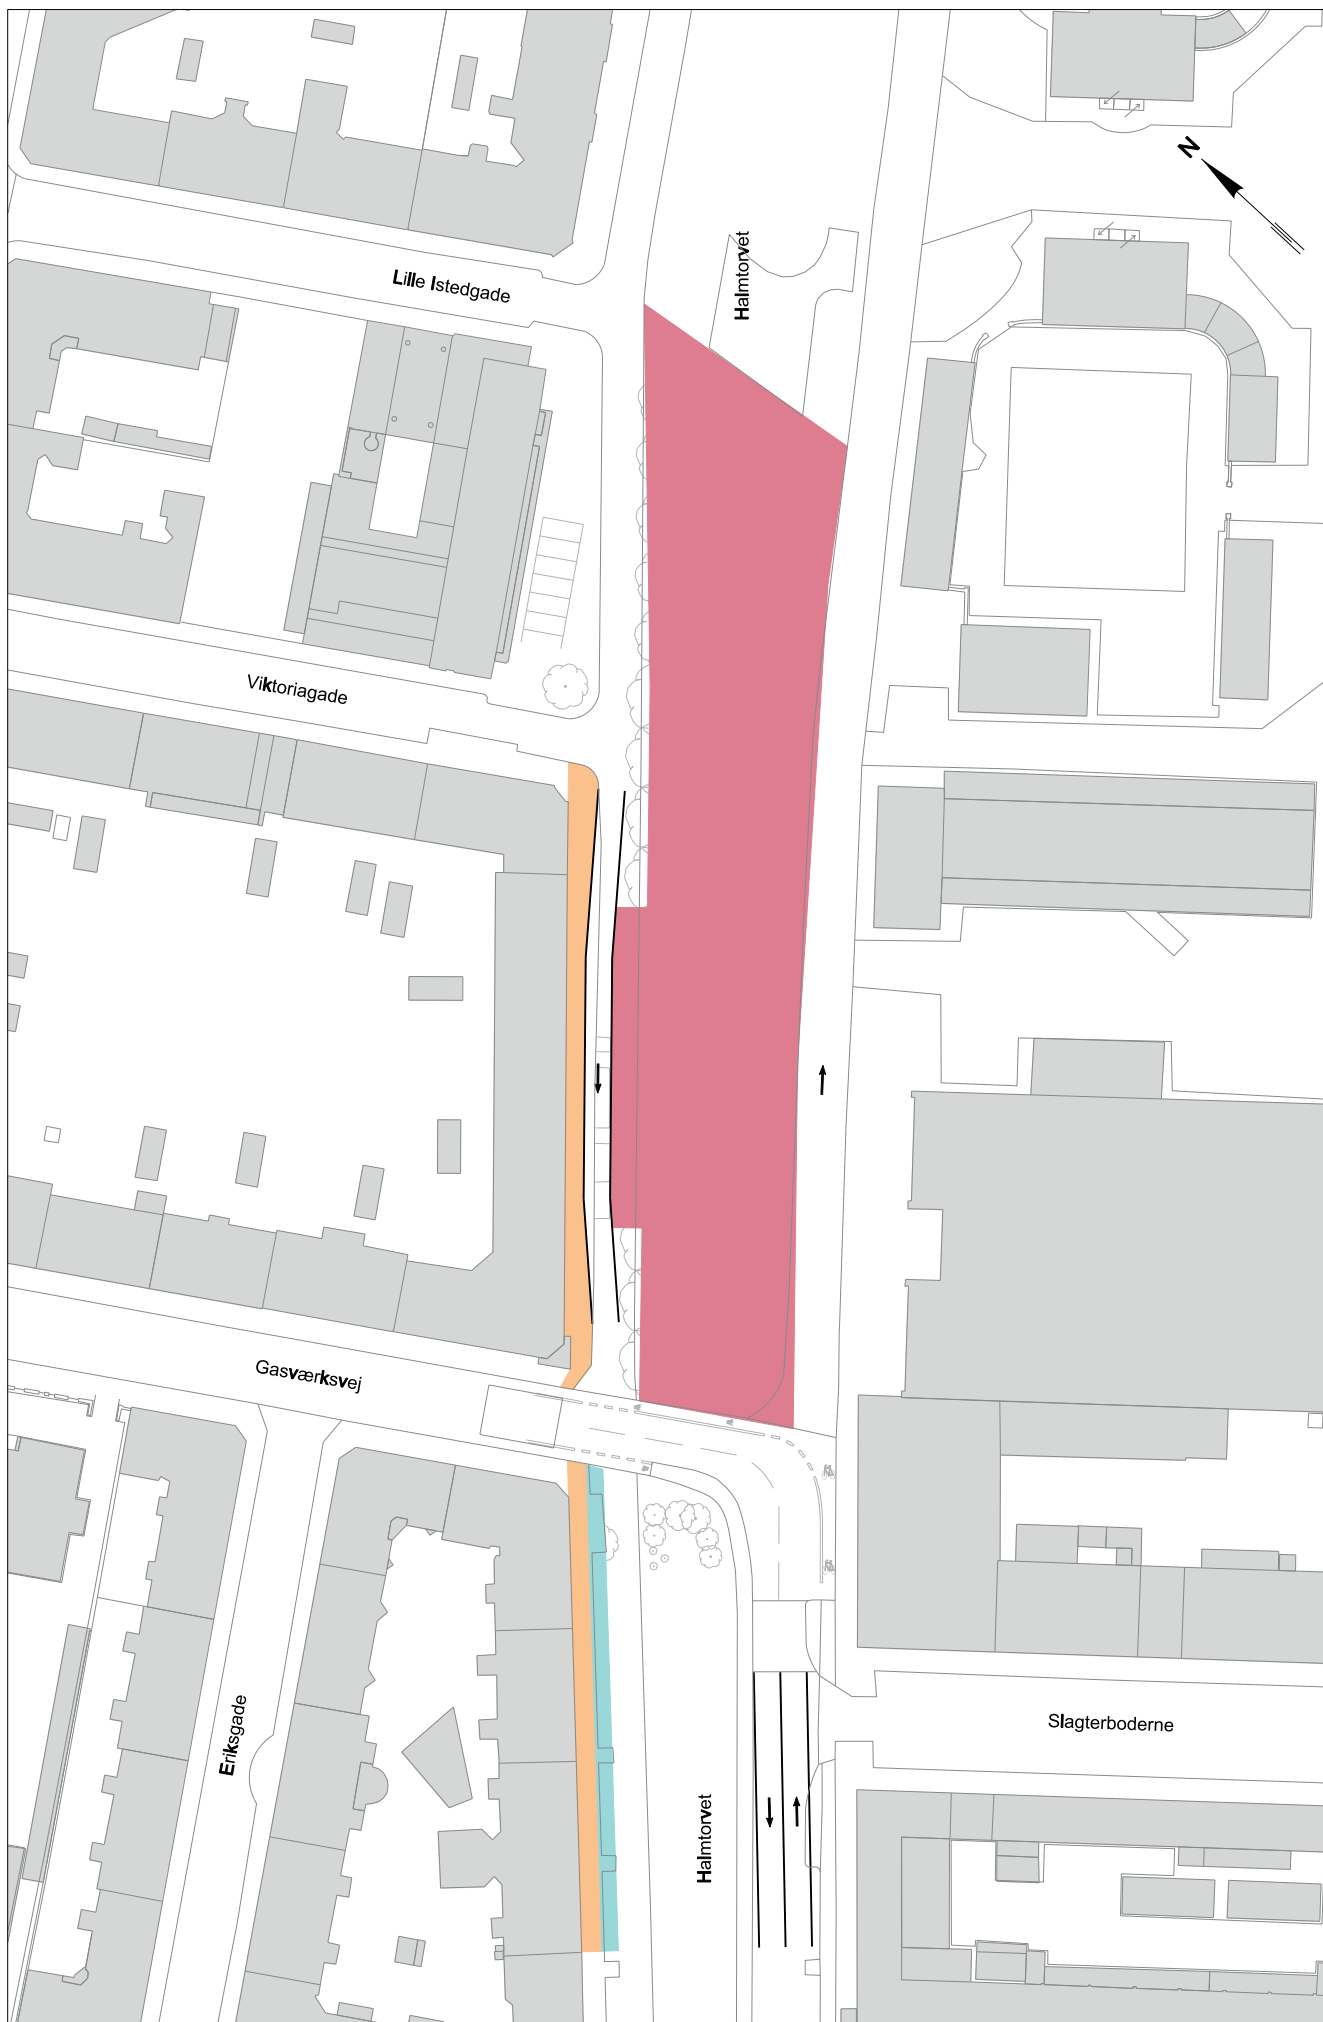 N
Halmtorvet
Lille Istedgade
Viktoriagade
Gasværksvej
Eriksgade
Slagterboderne
Halmtorvet